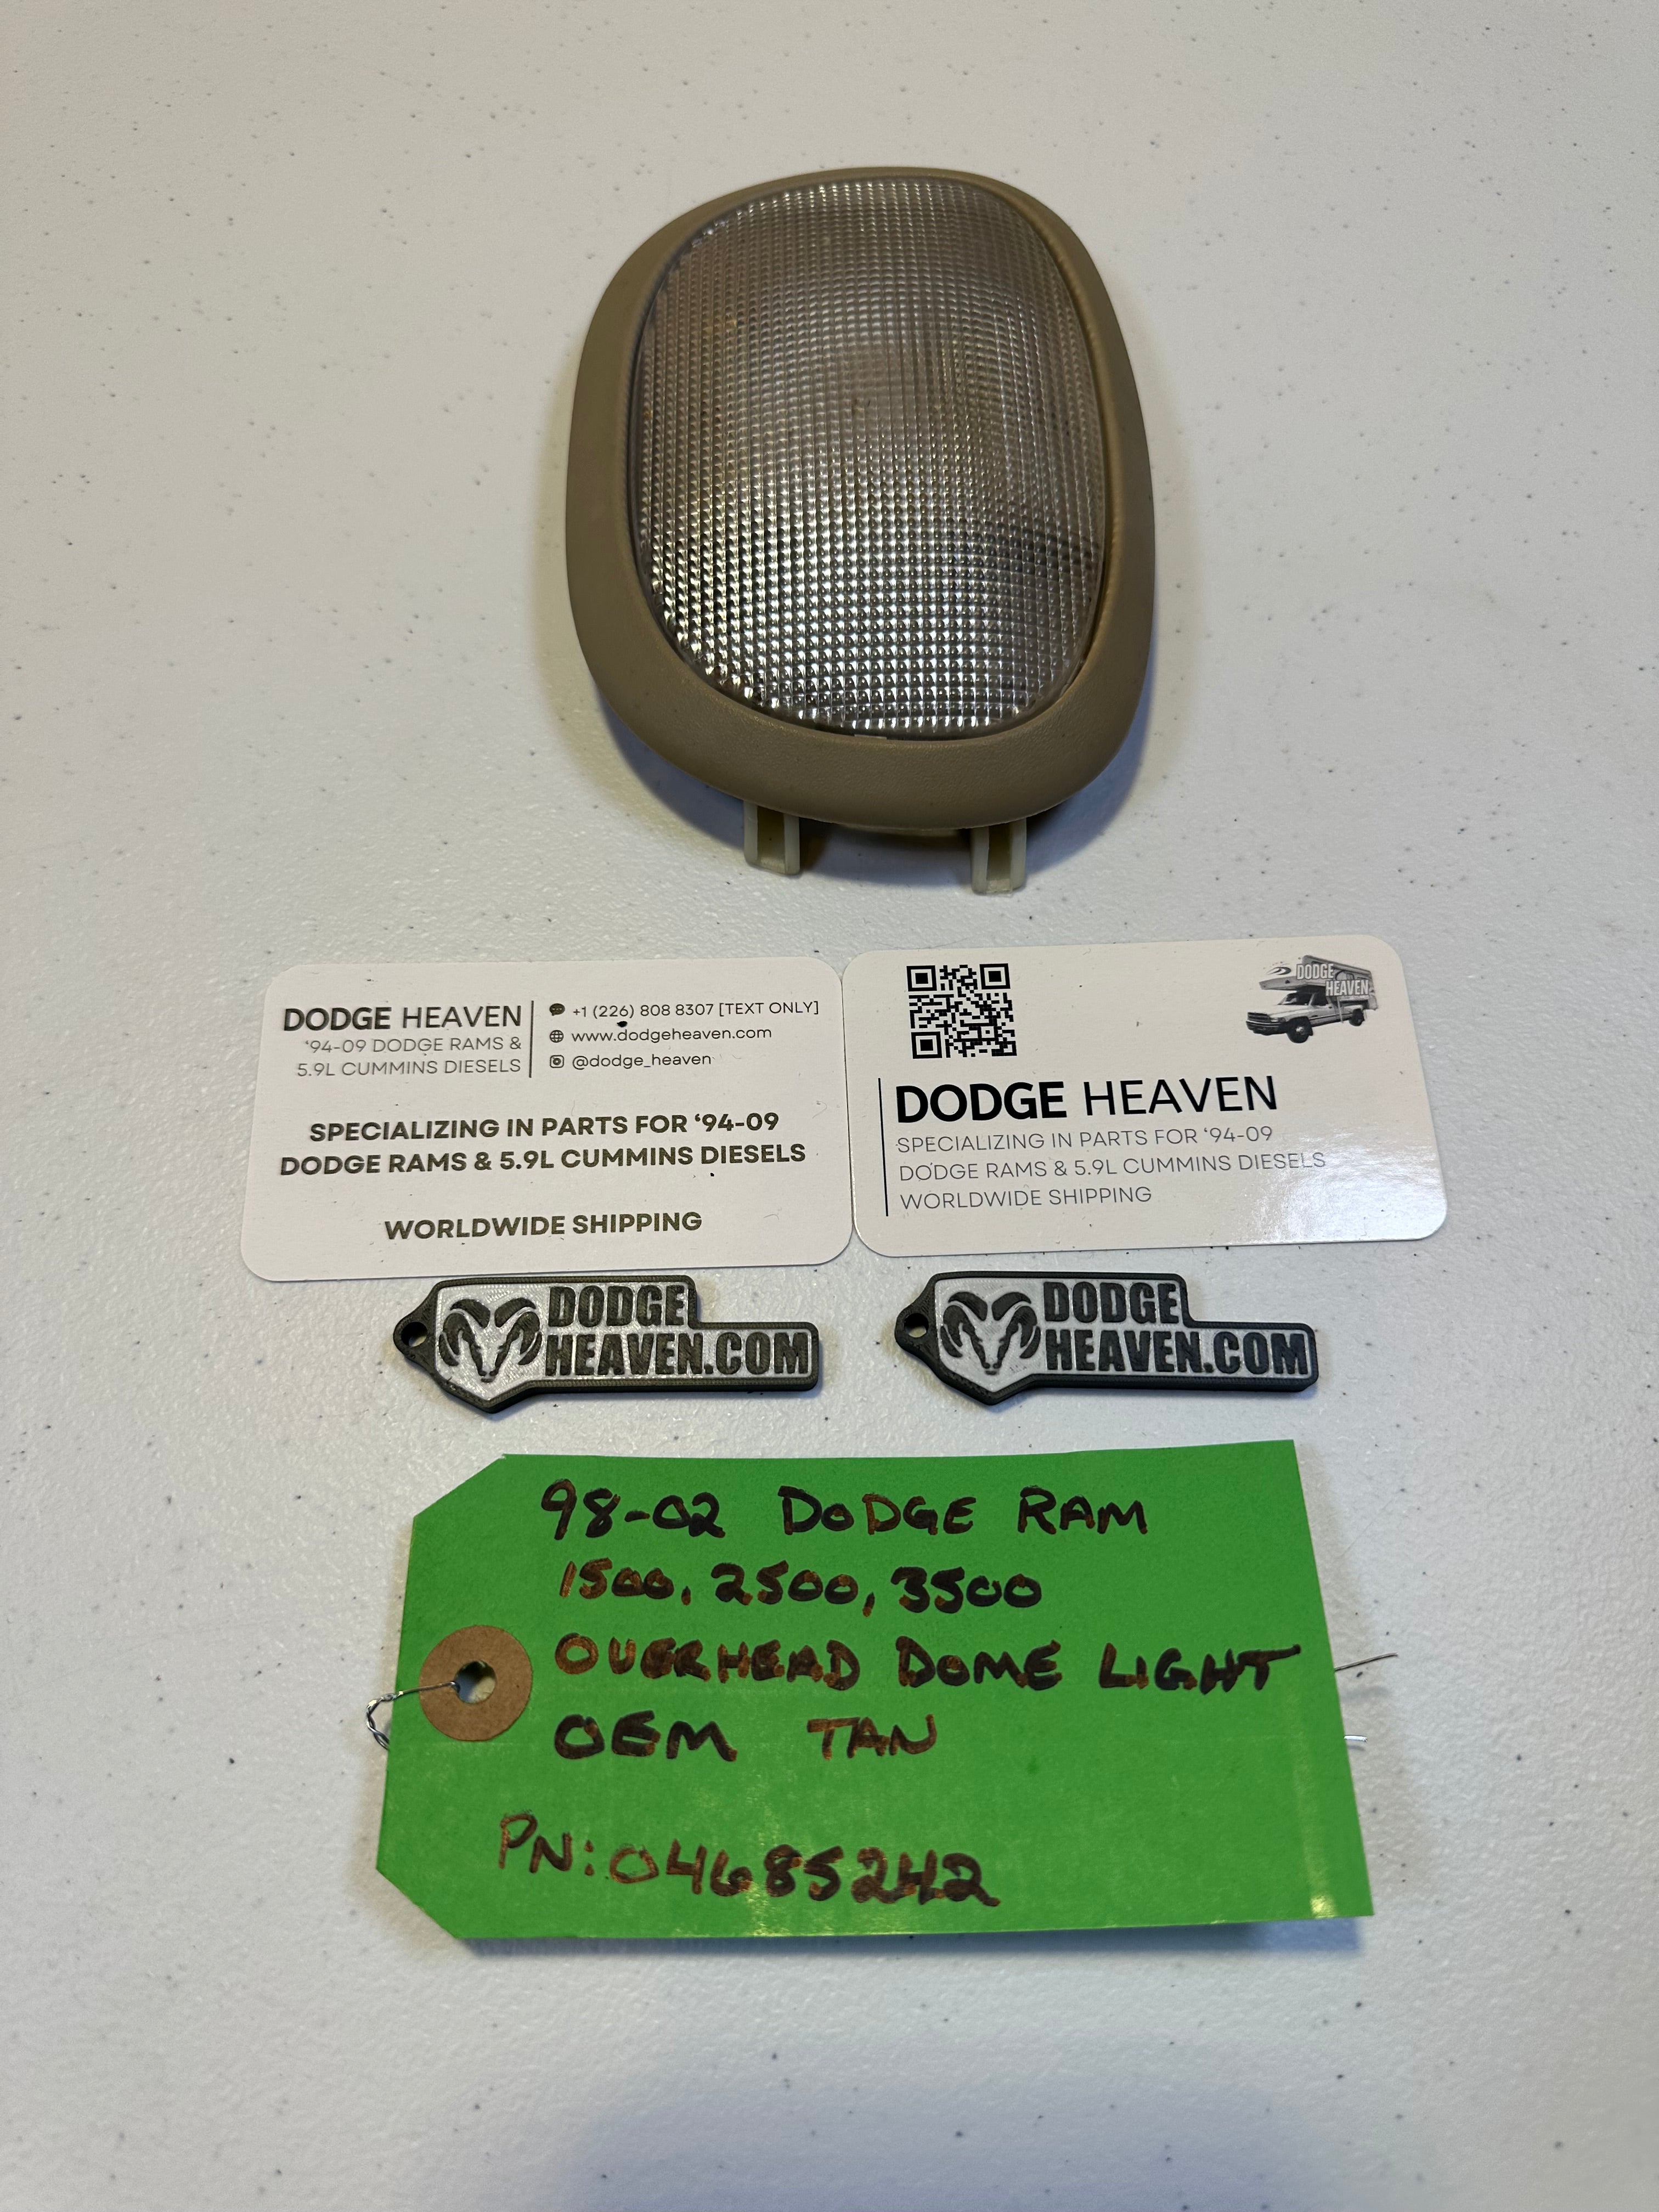 DODGE HEAVEN
'94-09 DODGE RAMS &
5.9L CUMMINS DIESELS
+1 (226) 808 8307 [TEXT ONLY]
www.dodgeheaven.com
@dodge_heaven
SPECIALIZING IN PARTS FOR '94-09
DODGE RAMS & 5.9L CUMMINS DIESELS
WORLDWIDE SHIPPING
DODGE
HEAVEN
DODGE HEAVEN
SPECIALIZING IN PARTS FOR '94-09
DODGE RAMS & 5.9L CUMMINS DIESELS
WORLDWIDE SHIPPING
DODGE
HEAVEN.COM
DODGE
HEAVEN.COM
98-02 DODGE RAM
1500, 2500, 3500
OVERHEAD DOME LIGHT
OEM TAN
PN: 04685242